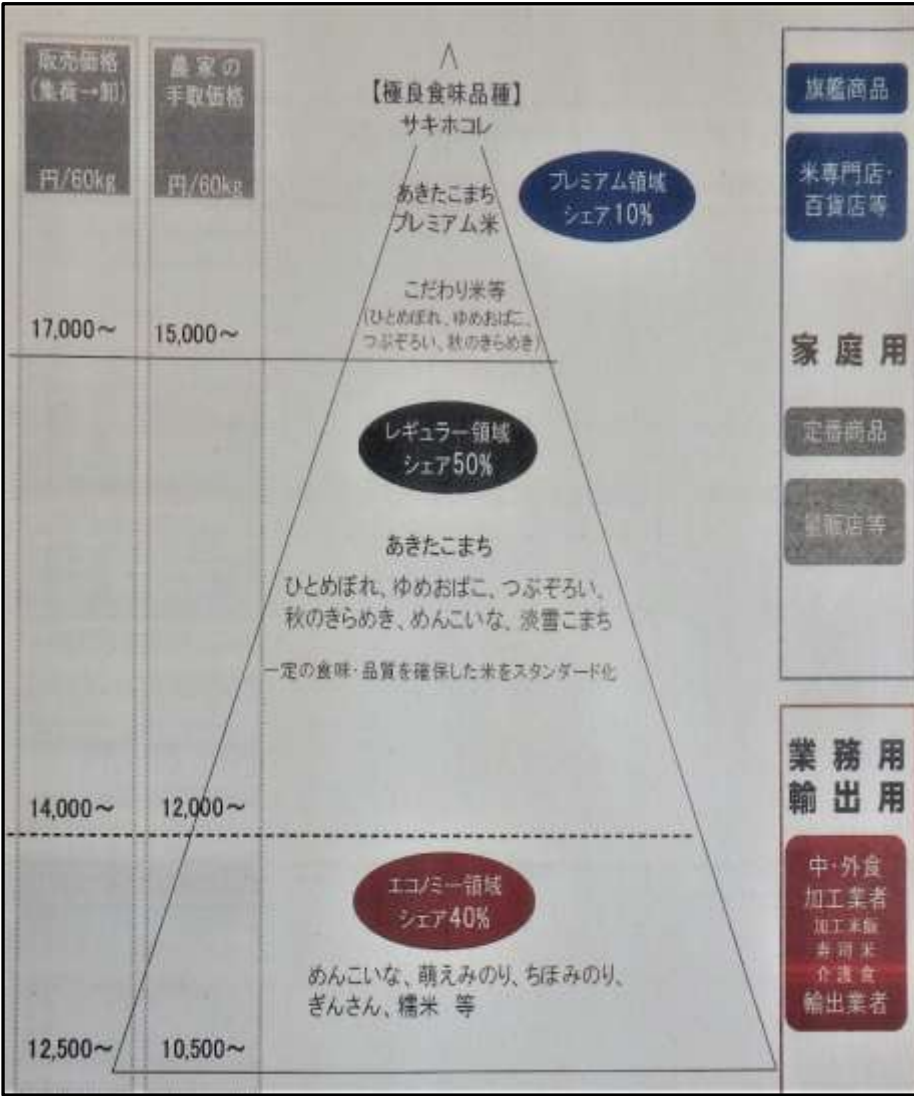 取売価格
(集荷→卸)
円/60kg
農家の
手取価格
円/60kg
【極良食味品種】
サキホコレ
あきたこまち
プレミアム米
プレミアム領域
シェア10%
こだわり米等
(ひとめぼれ、ゆめおばこ、
つぶぞろい、秋のきらめき)
17,000～
15,000～
レギュラー領域
シェア50%
あきたこまち
ひとめぼれ、ゆめおばこ、つぶぞろい、
秋のきらめき、めんこいな、淡雪こまち
一定の食味・品質を確保した米をスタンダード化
14,000～
12,000～
エコノミー領域
シェア40%
めんこいな、萌えみのり、ちほみのり、
ぎんさん、糯米 等
12,500～
10,500～
旗艦商品
米専門店・
百貨店等
家庭用
定番商品
量販店等
業務用
輸出用
中・外食
加工業者
加工米飯
寿司米
介護食
輸出業者